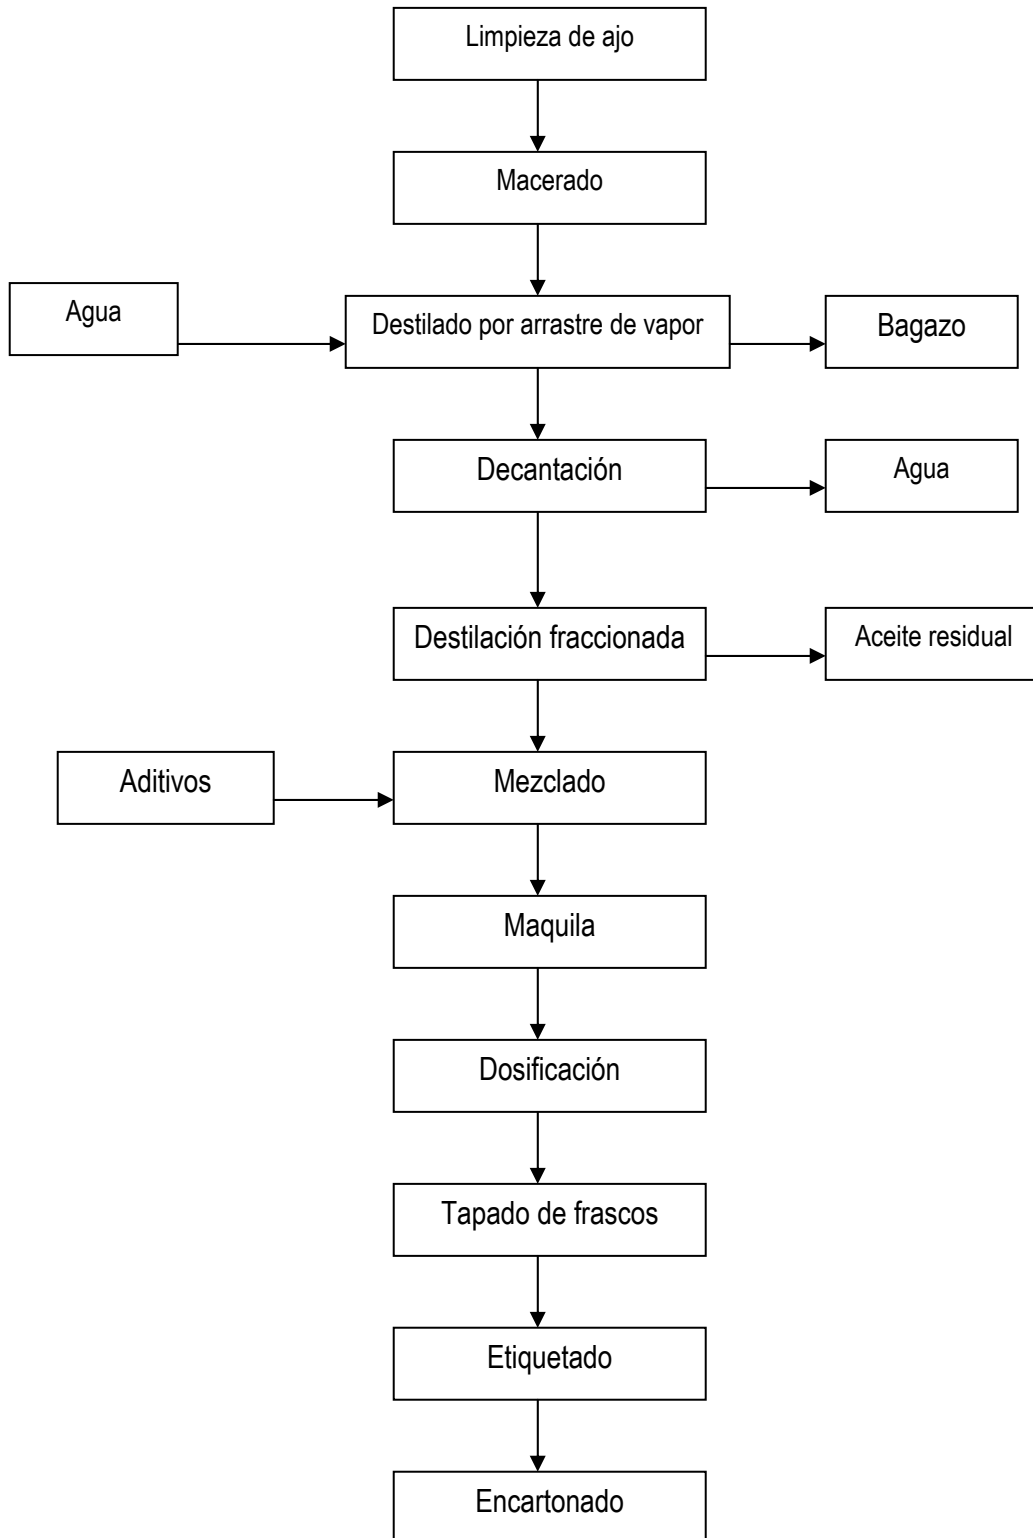 Limpieza de ajo
Macerado
Agua
Destilado por arrastre de vapor
Bagazo
Decantación
Agua
Destilación fraccionada
Aceite residual
Aditivos
Mezclado
Maquila
Dosificación
Tapado de frascos
Etiquetado
Encartonado